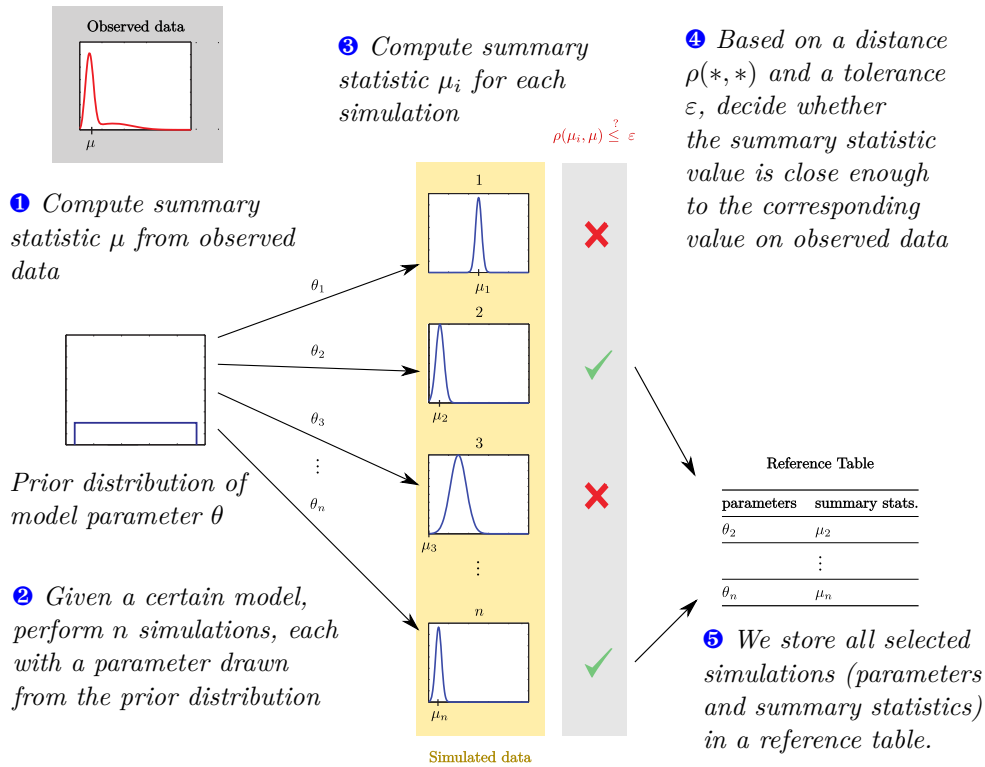 Observed data
μ
❶ Compute summary
statistic μ from observed
data
Prior distribution of
model parameter θ
❷ Given a certain model,
perform n simulations, each
with a parameter drawn
from the prior distribution
θ₁
θ₂
θ₃
⋮
θₙ
❸ Compute summary
statistic μᵢ for each
simulation
1
μ₁
2
μ₂
3
μ₃
⋮
n
μₙ
Simulated data
?
ρ(μᵢ, μ) ≤ ε
❹ Based on a distance
ρ(∗, ∗) and a tolerance
ε, decide whether
the summary statistic
value is close enough
to the corresponding
value on observed data
Reference Table
parameters summary stats.
θ₂ μ₂
⋮
θₙ μₙ
❺ We store all selected
simulations (parameters
and summary statistics)
in a reference table.